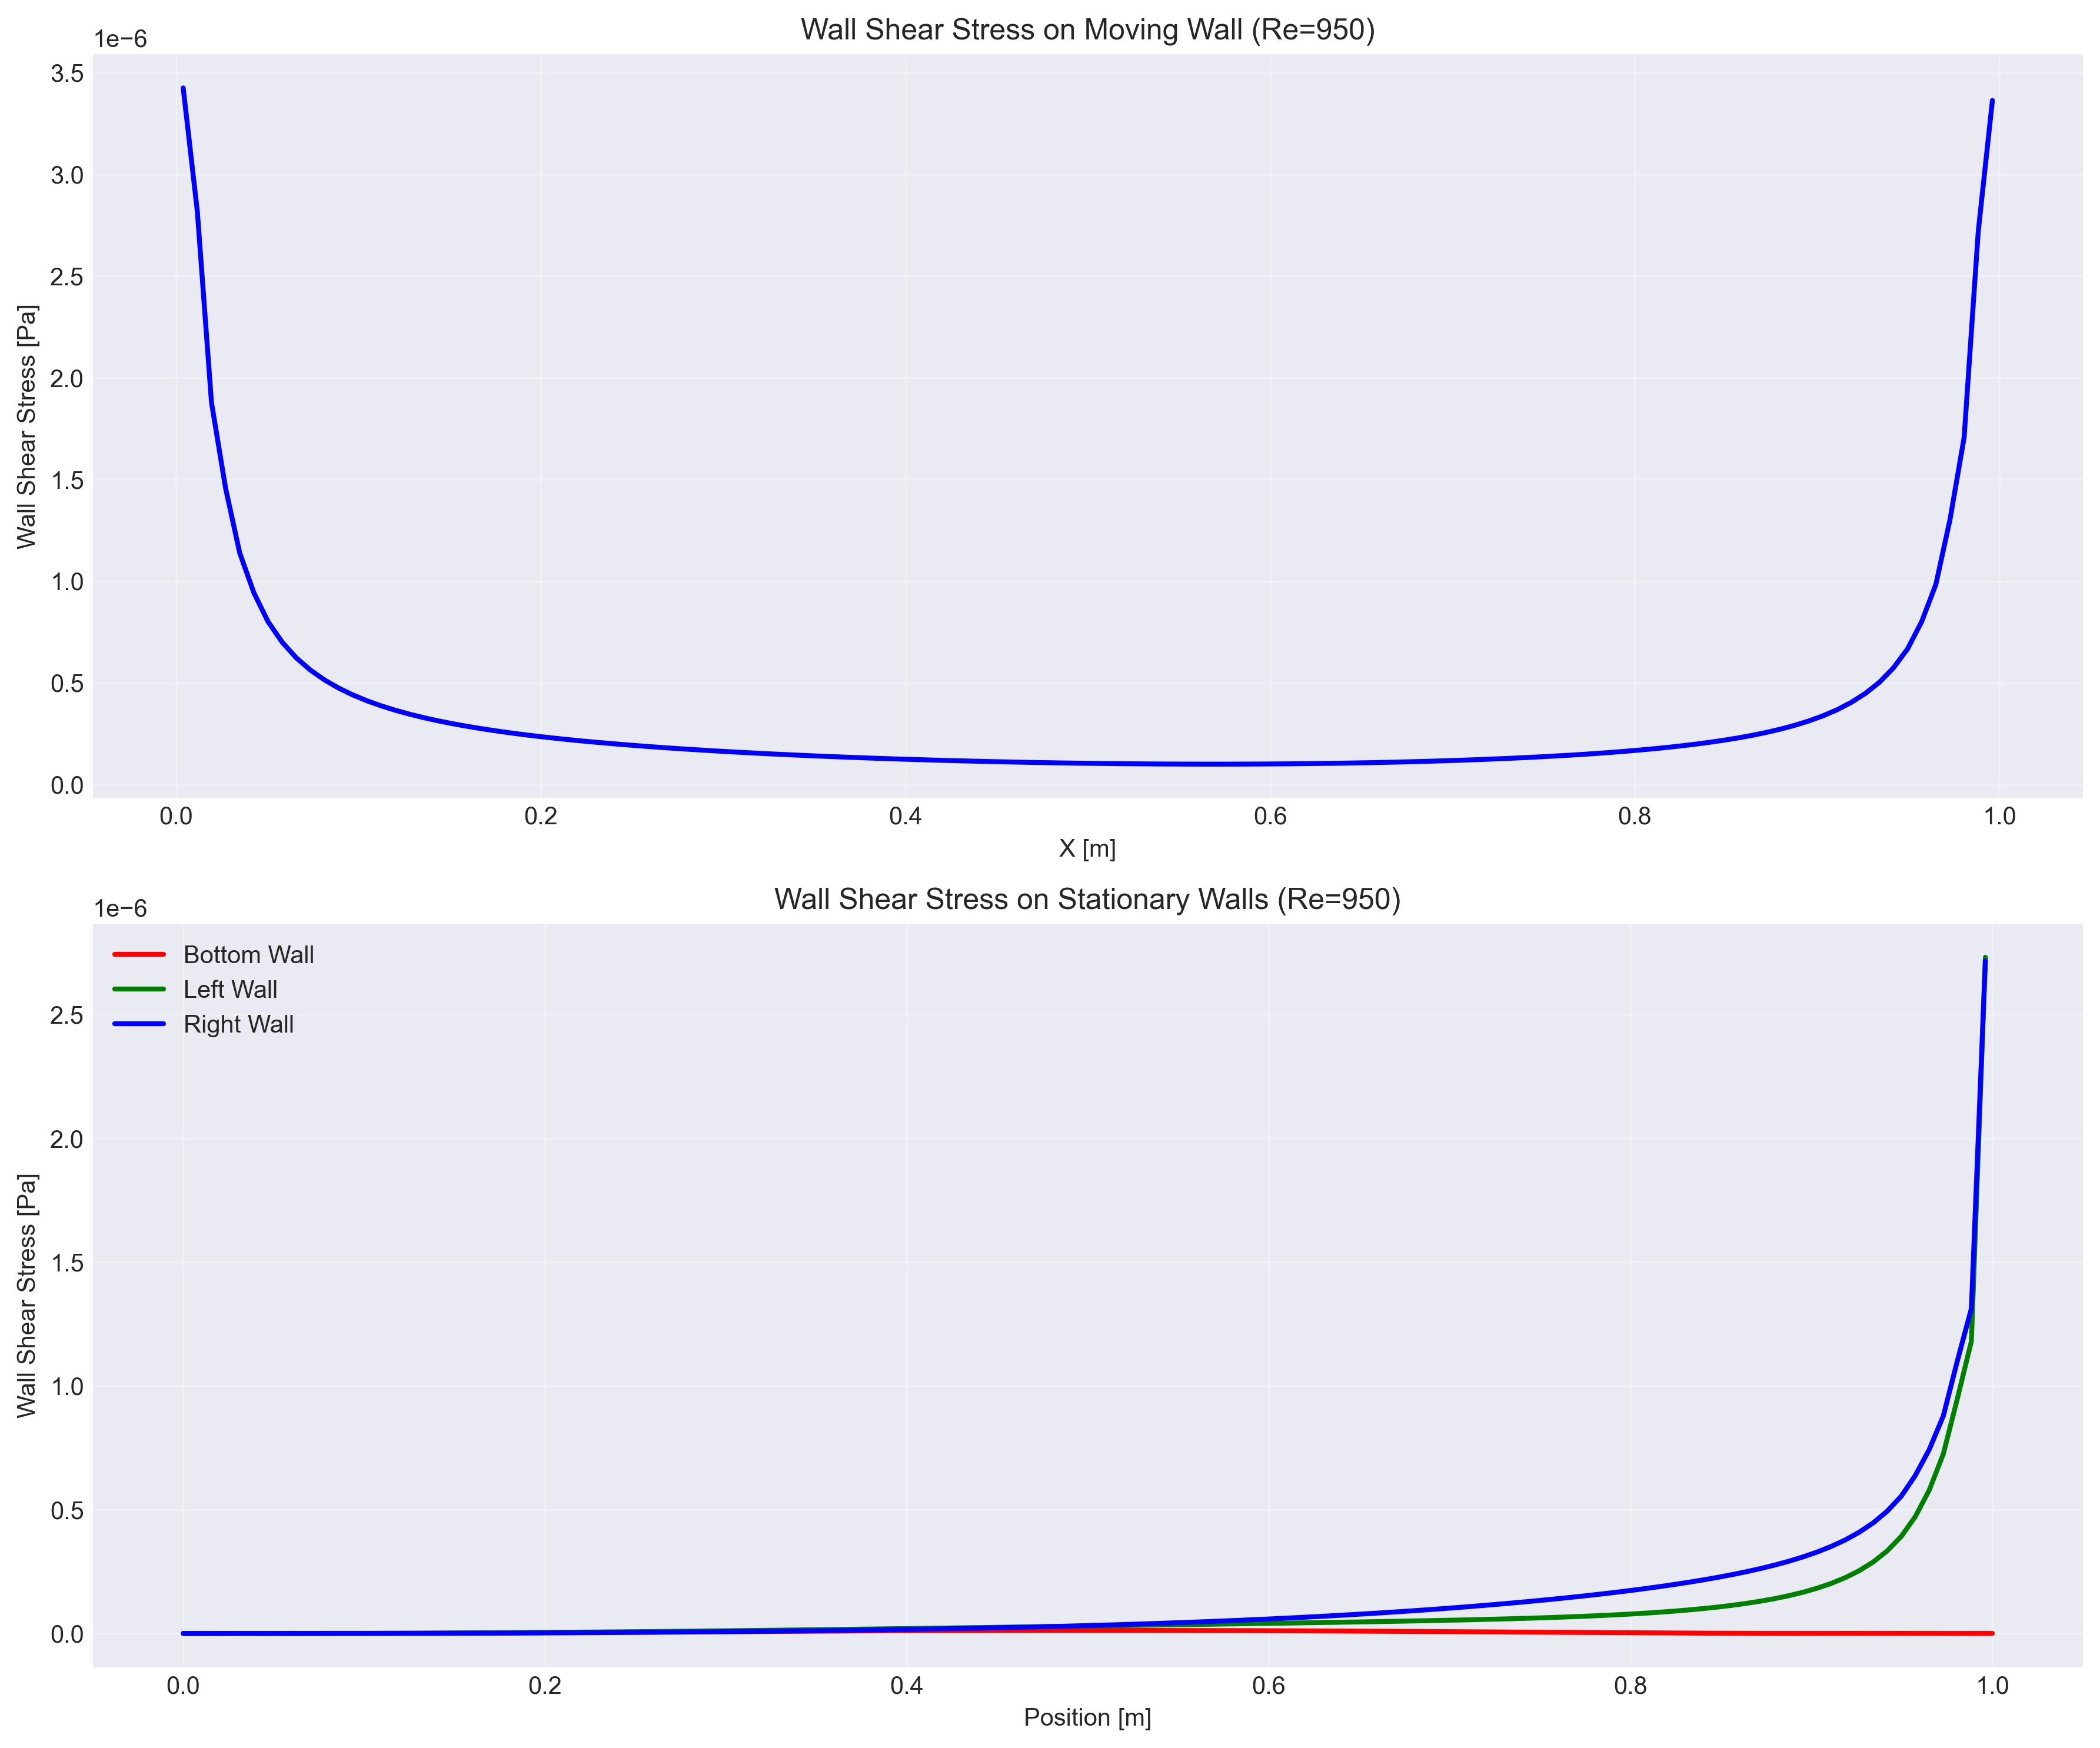 Wall Shear Stress on Moving Wall (Re=950)
1e−6
3.5
3.0
2.5
2.0
1.5
1.0
0.5
0.0
Wall Shear Stress [Pa]
0.0 0.2 0.4 0.6 0.8 1.0
X [m]
Wall Shear Stress on Stationary Walls (Re=950)
1e−6
Bottom Wall
Left Wall
Right Wall
2.5
2.0
1.5
1.0
0.5
0.0
Wall Shear Stress [Pa]
0.0 0.2 0.4 0.6 0.8 1.0
Position [m]